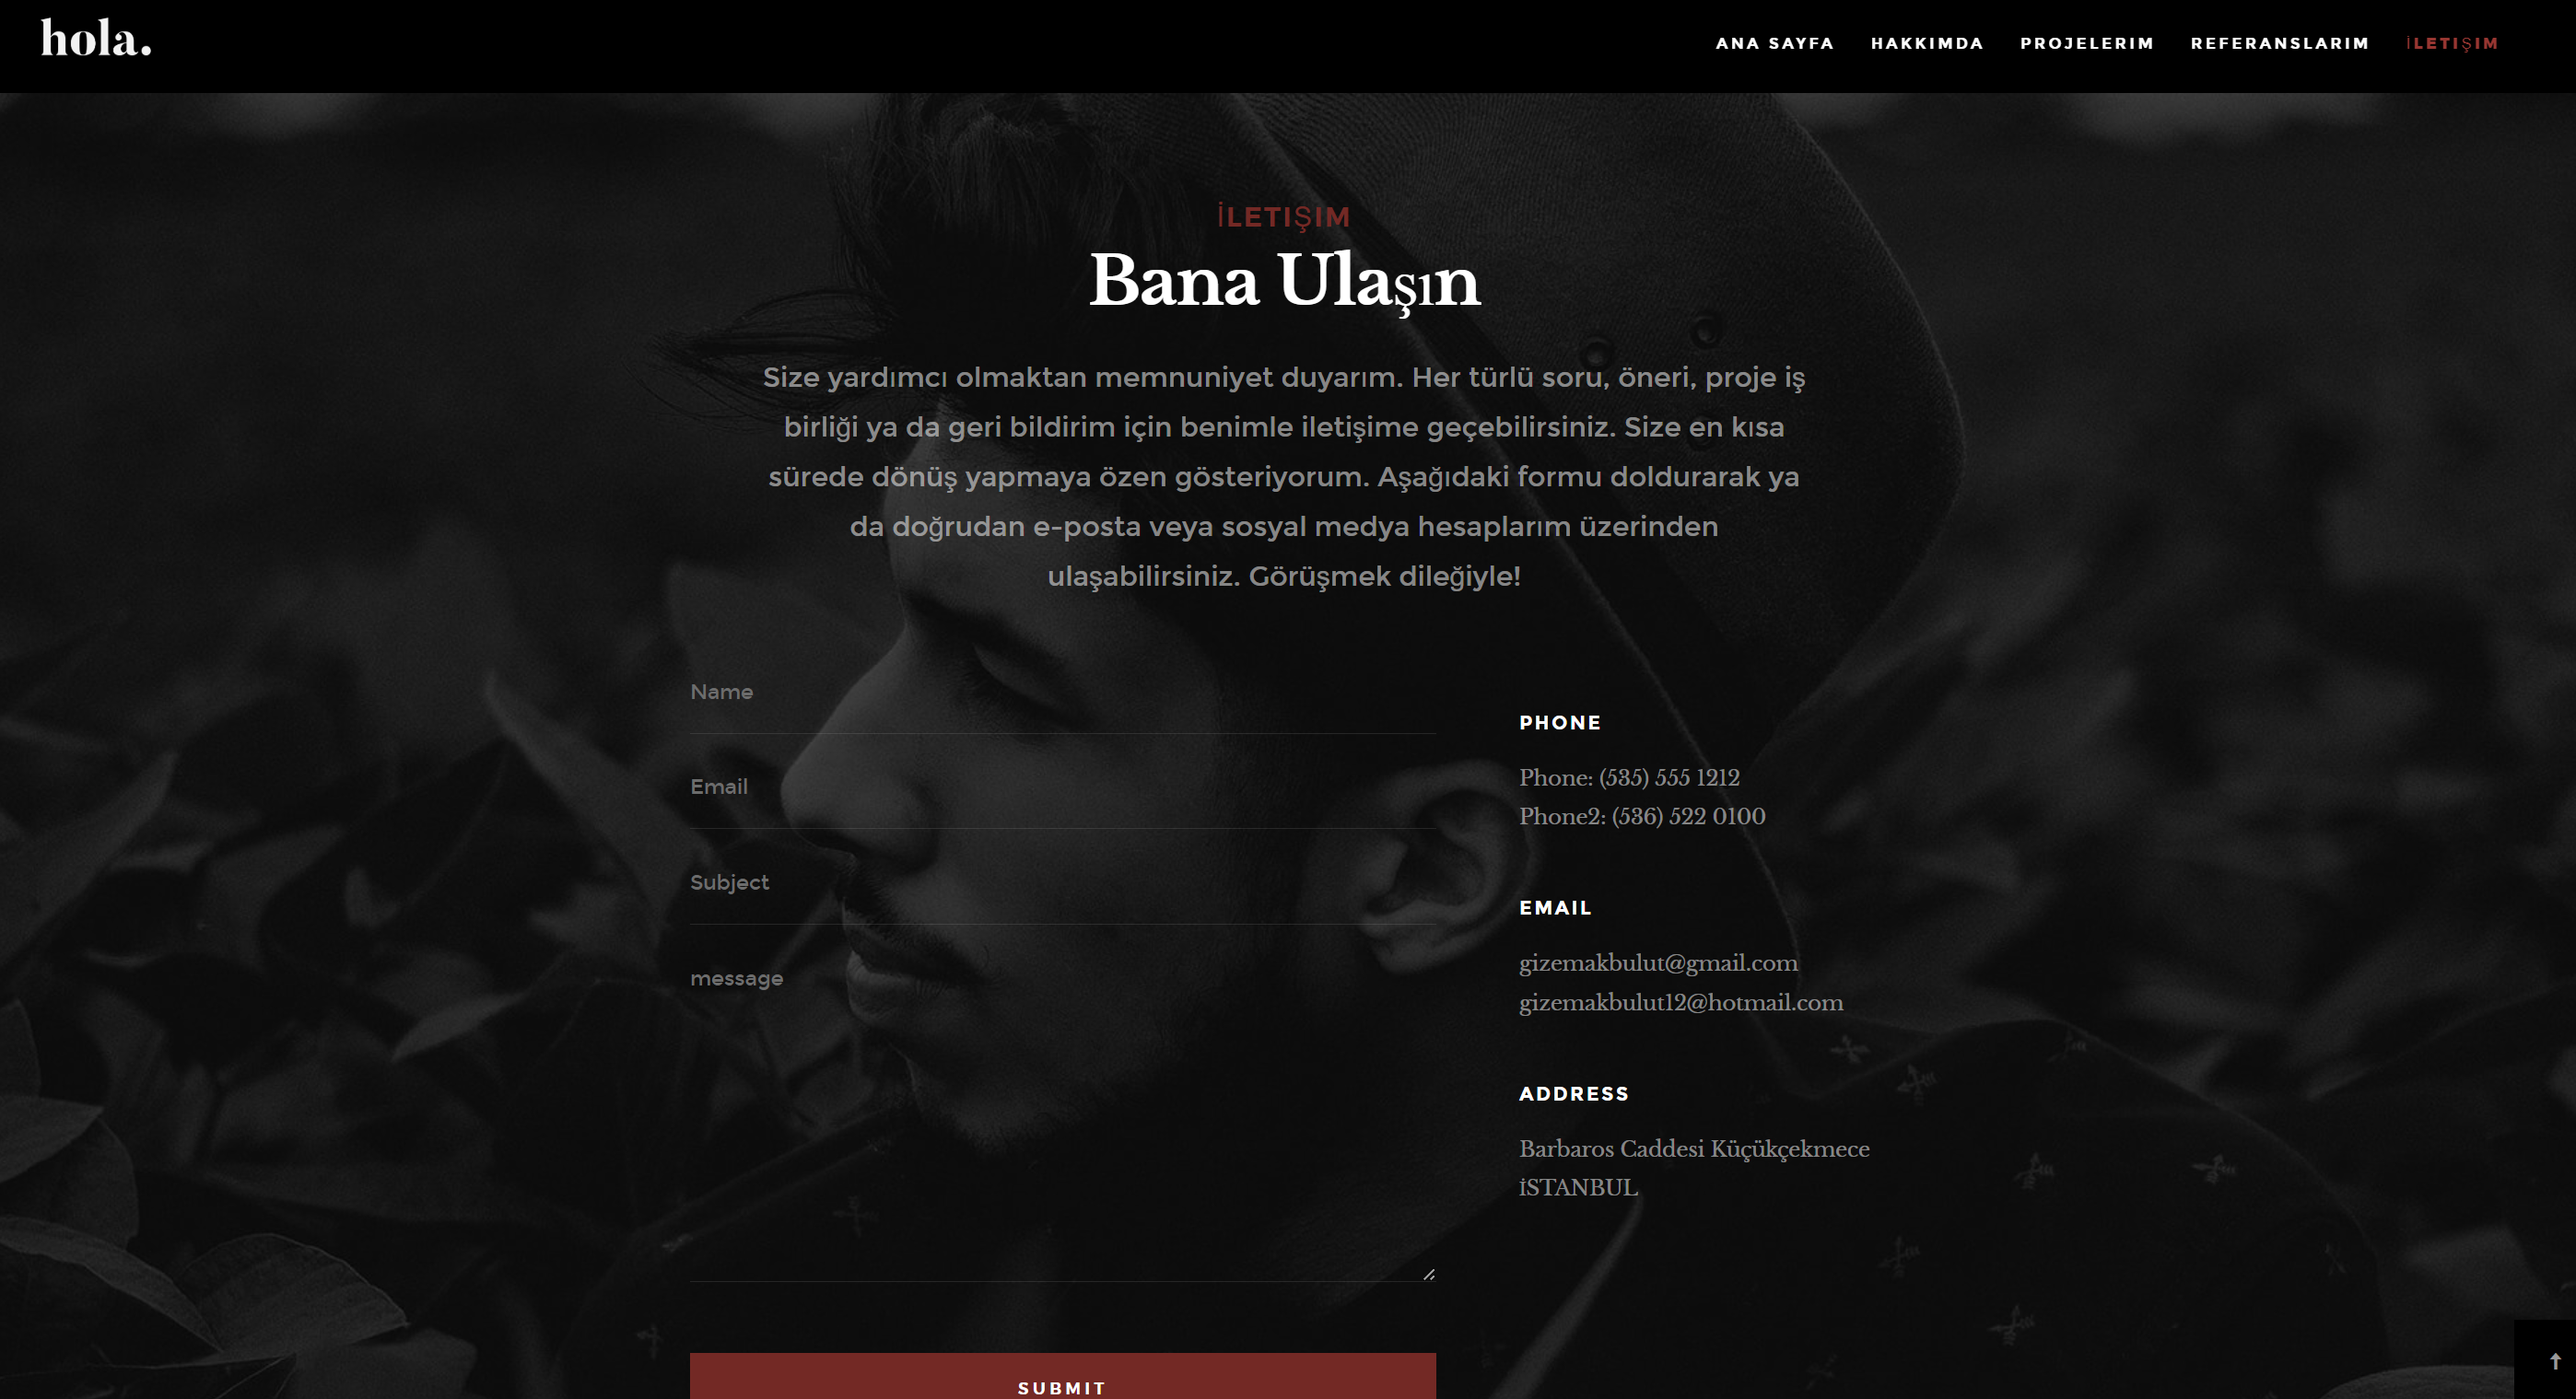 hola.
ANA SAYFA HAKKIMDA PROJELERIM REFERANSLARIM İLETIŞIM
İLETIŞIM
Bana Ulaşın
Size yardımcı olmaktan memnuniyet duyarım. Her türlü soru, öneri, proje iş
birliği ya da geri bildirim için benimle iletişime geçebilirsiniz. Size en kısa
sürede dönüş yapmaya özen gösteriyorum. Aşağıdaki formu doldurarak ya
da doğrudan e-posta veya sosyal medya hesaplarım üzerinden
ulaşabilirsiniz. Görüşmek dileğiyle!
Name
Email
Subject
message
SUBMIT
PHONE
Phone: (535) 555 1212
Phone2: (536) 522 0100
EMAIL
gizemakbulut@gmail.com
gizemakbulut12@hotmail.com
ADDRESS
Barbaros Caddesi Küçükçekmece
İSTANBUL